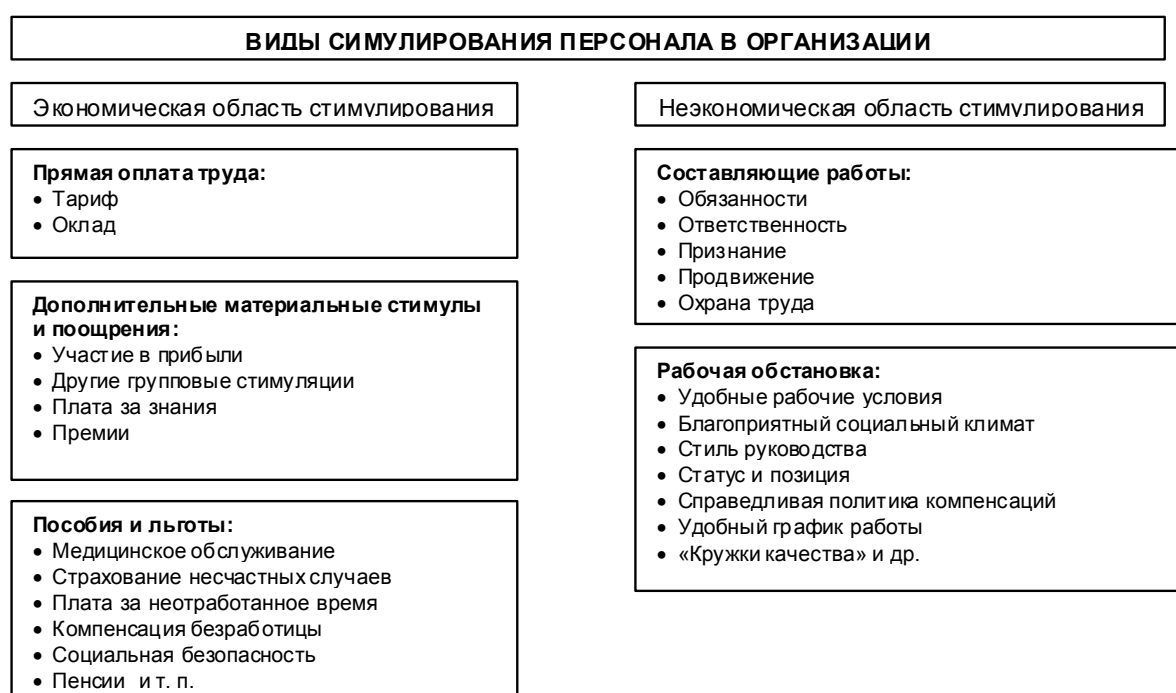 ВИДЫ СИМУЛИРОВАНИЯ ПЕРСОНАЛА В ОРГАНИЗАЦИИ
Экономическая область стимулирования
Прямая оплата труда:
• Тариф
• Оклад
Дополнительные материальные стимулы
и поощрения:
• Участие в прибыли
• Другие групповые стимуляции
• Плата за знания
• Премии
Пособия и льготы:
• Медицинское обслуживание
• Страхование несчастных случаев
• Плата за неотработанное время
• Компенсация безработицы
• Социальная безопасность
• Пенсии и т. п.
Неэкономическая область стимулирования
Составляющие работы:
• Обязанности
• Ответственность
• Признание
• Продвижение
• Охрана труда
Рабочая обстановка:
• Удобные рабочие условия
• Благоприятный социальный климат
• Стиль руководства
• Статус и позиция
• Справедливая политика компенсаций
• Удобный график работы
• «Кружки качества» и др.